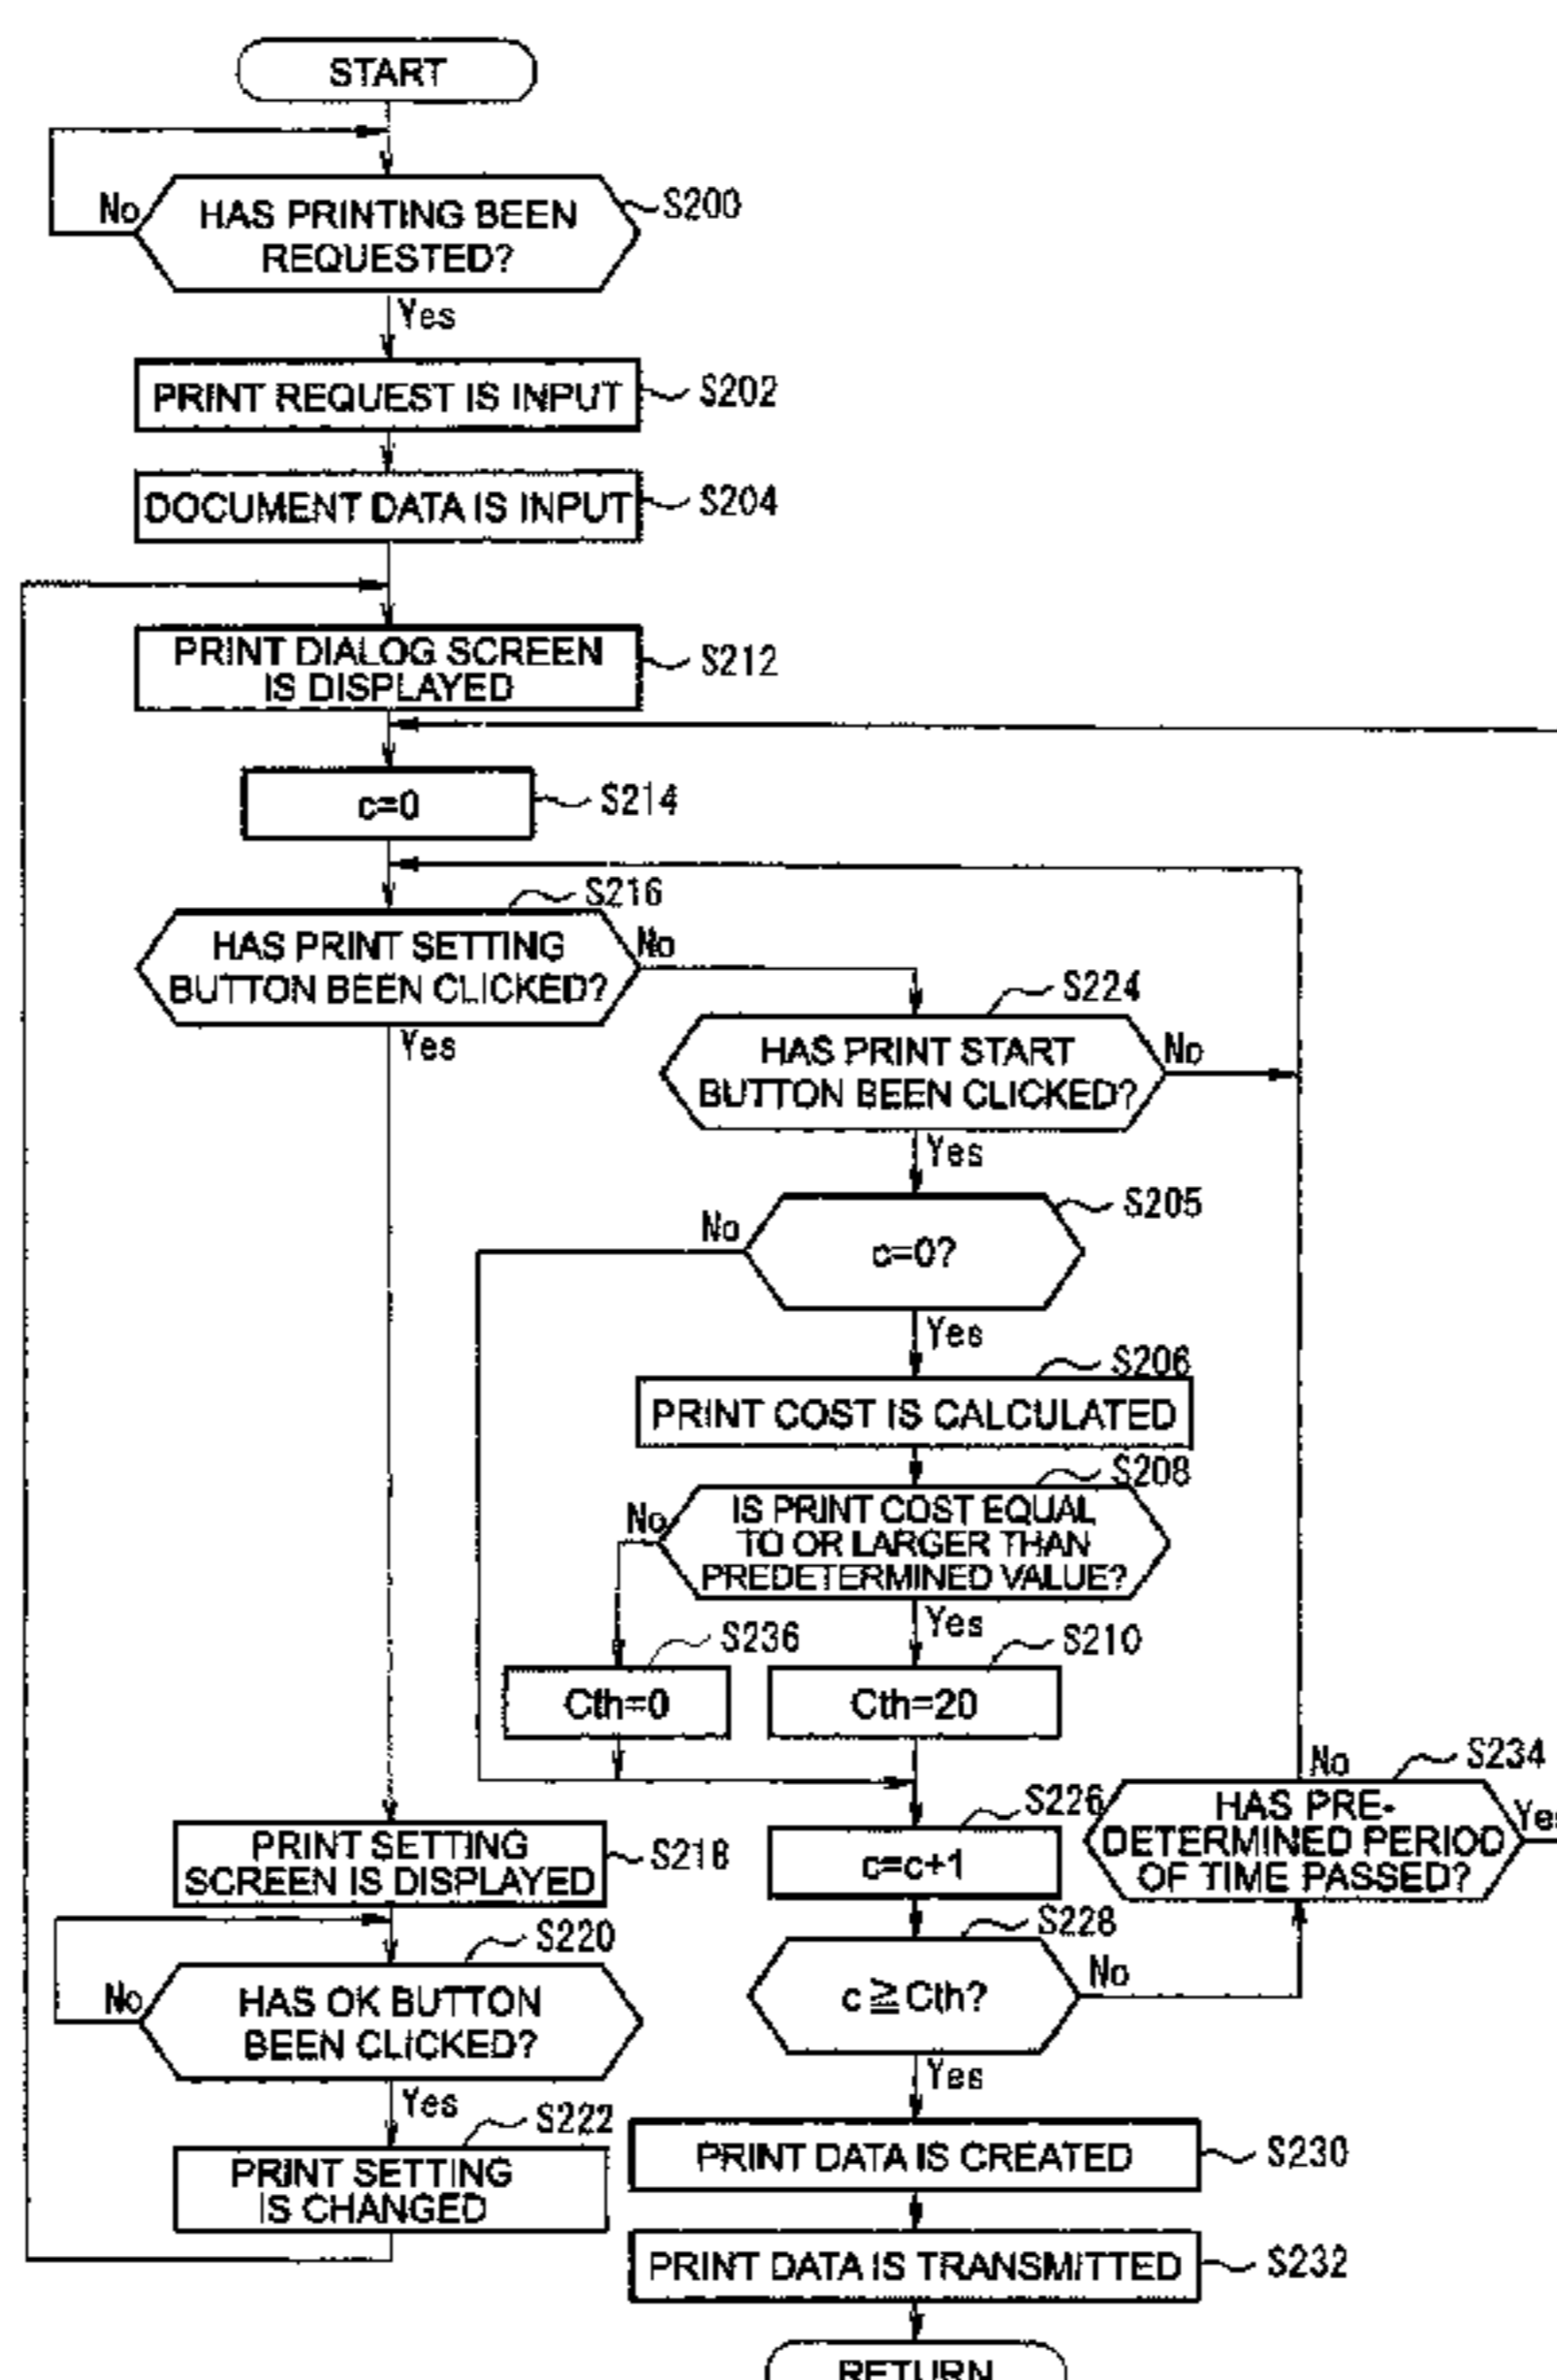 START
No
HAS PRINTING BEEN
REQUESTED?
S200
Yes
PRINT REQUEST IS INPUT
S202
DOCUMENT DATA IS INPUT
S204
PRINT DIALOG SCREEN
IS DISPLAYED
S212
c=0
S214
S216
HAS PRINT SETTING
BUTTON BEEN CLICKED?
No
Yes
S224
HAS PRINT START
BUTTON BEEN CLICKED?
No
Yes
S205
No
c=0?
Yes
S206
PRINT COST IS CALCULATED
S208
No
IS PRINT COST EQUAL
TO OR LARGER THAN
PREDETERMINED VALUE?
Yes
S236
Cth=0
S210
Cth=20
S226
c=c+1
No
S234
HAS PRE-
DETERMINED PERIOD
OF TIME PASSED?
Yes
PRINT SETTING
SCREEN IS DISPLAYED
S218
S220
No
HAS OK BUTTON
BEEN CLICKED?
Yes
S222
PRINT SETTING
IS CHANGED
S228
c≧Cth?
No
Yes
PRINT DATA IS CREATED
S230
PRINT DATA IS TRANSMITTED
S232
RETURN